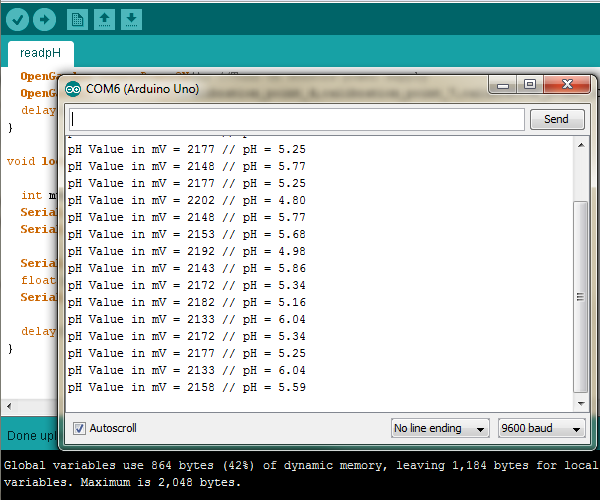 readpH
OpenG
COM6 (Arduino Uno)
OpenG
delay
Send
}
pH Value in mV = 2177 // pH = 5.25
void lo
pH Value in mV = 2148 // pH = 5.77
pH Value in mV = 2177 // pH = 5.25
int m
pH Value in mV = 2202 // pH = 4.80
Serial
pH Value in mV = 2148 // pH = 5.77
Serial
pH Value in mV = 2153 // pH = 5.68
pH Value in mV = 2192 // pH = 4.98
Serial
pH Value in mV = 2143 // pH = 5.86
float
pH Value in mV = 2172 // pH = 5.34
Serial
pH Value in mV = 2182 // pH = 5.16
pH Value in mV = 2133 // pH = 6.04
delay
pH Value in mV = 2172 // pH = 5.34
}
pH Value in mV = 2177 // pH = 5.25
pH Value in mV = 2133 // pH = 6.04
pH Value in mV = 2158 // pH = 5.59
Autoscroll
No line ending
9600 baud
Done upl
Global variables use 864 bytes (42%) of dynamic memory, leaving 1,184 bytes for local
variables. Maximum is 2,048 bytes.